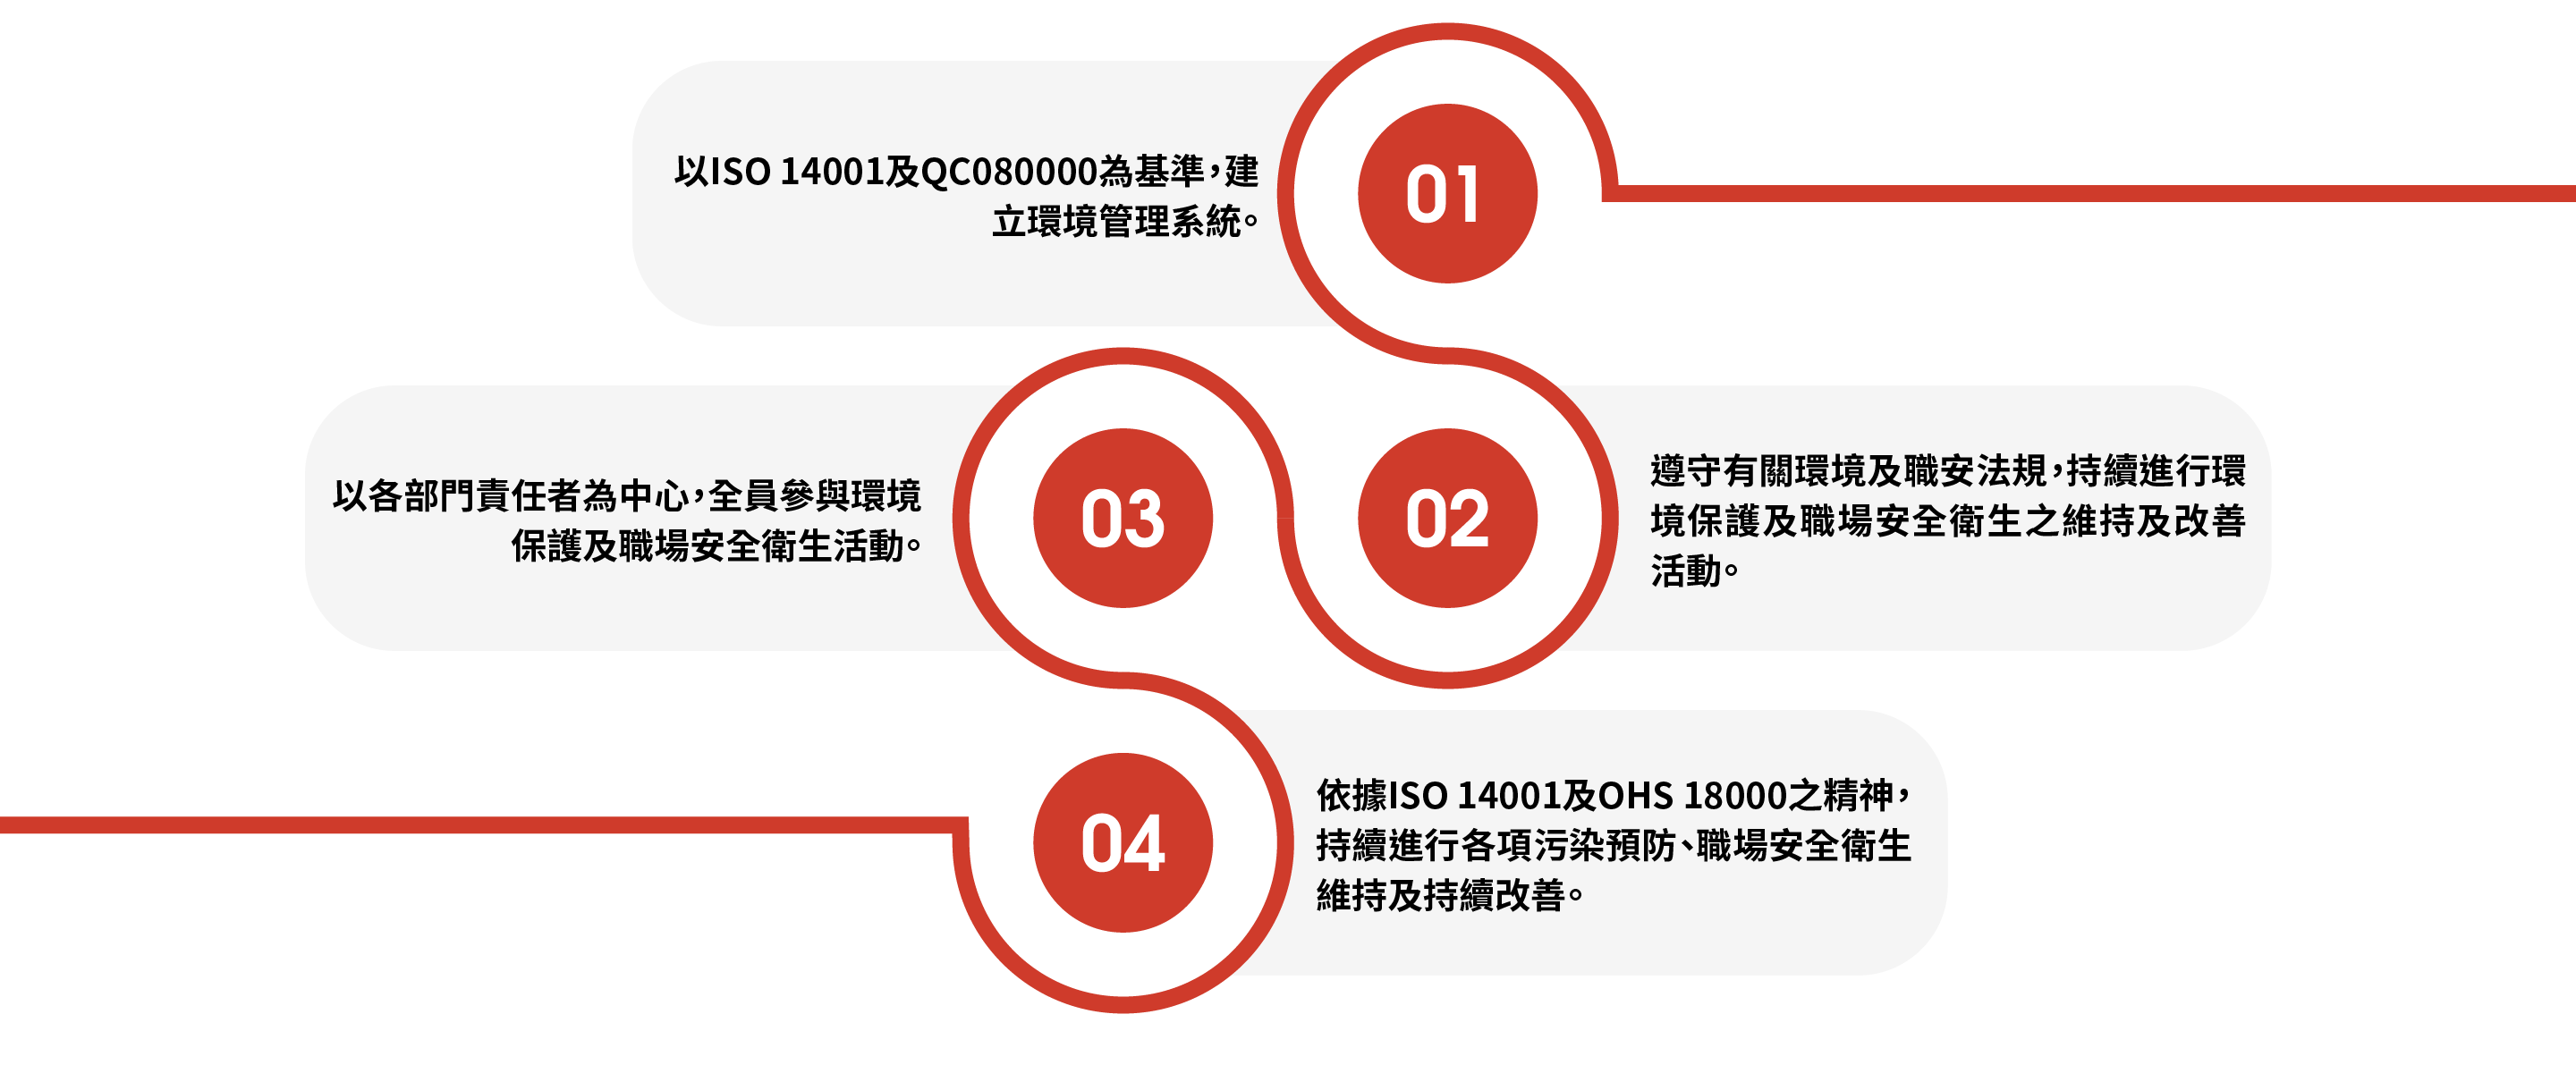 01
以ISO 14001及QC080000為基準，建
立環境管理系統。
02
遵守有關環境及職安法規，持續進行環
境保護及職場安全衛生之維持及改善
活動。
03
以各部門責任者為中心，全員參與環境
保護及職場安全衛生活動。
04
依據ISO 14001及OHS 18000之精神，
持續進行各項污染預防、職場安全衛生
維持及持續改善。